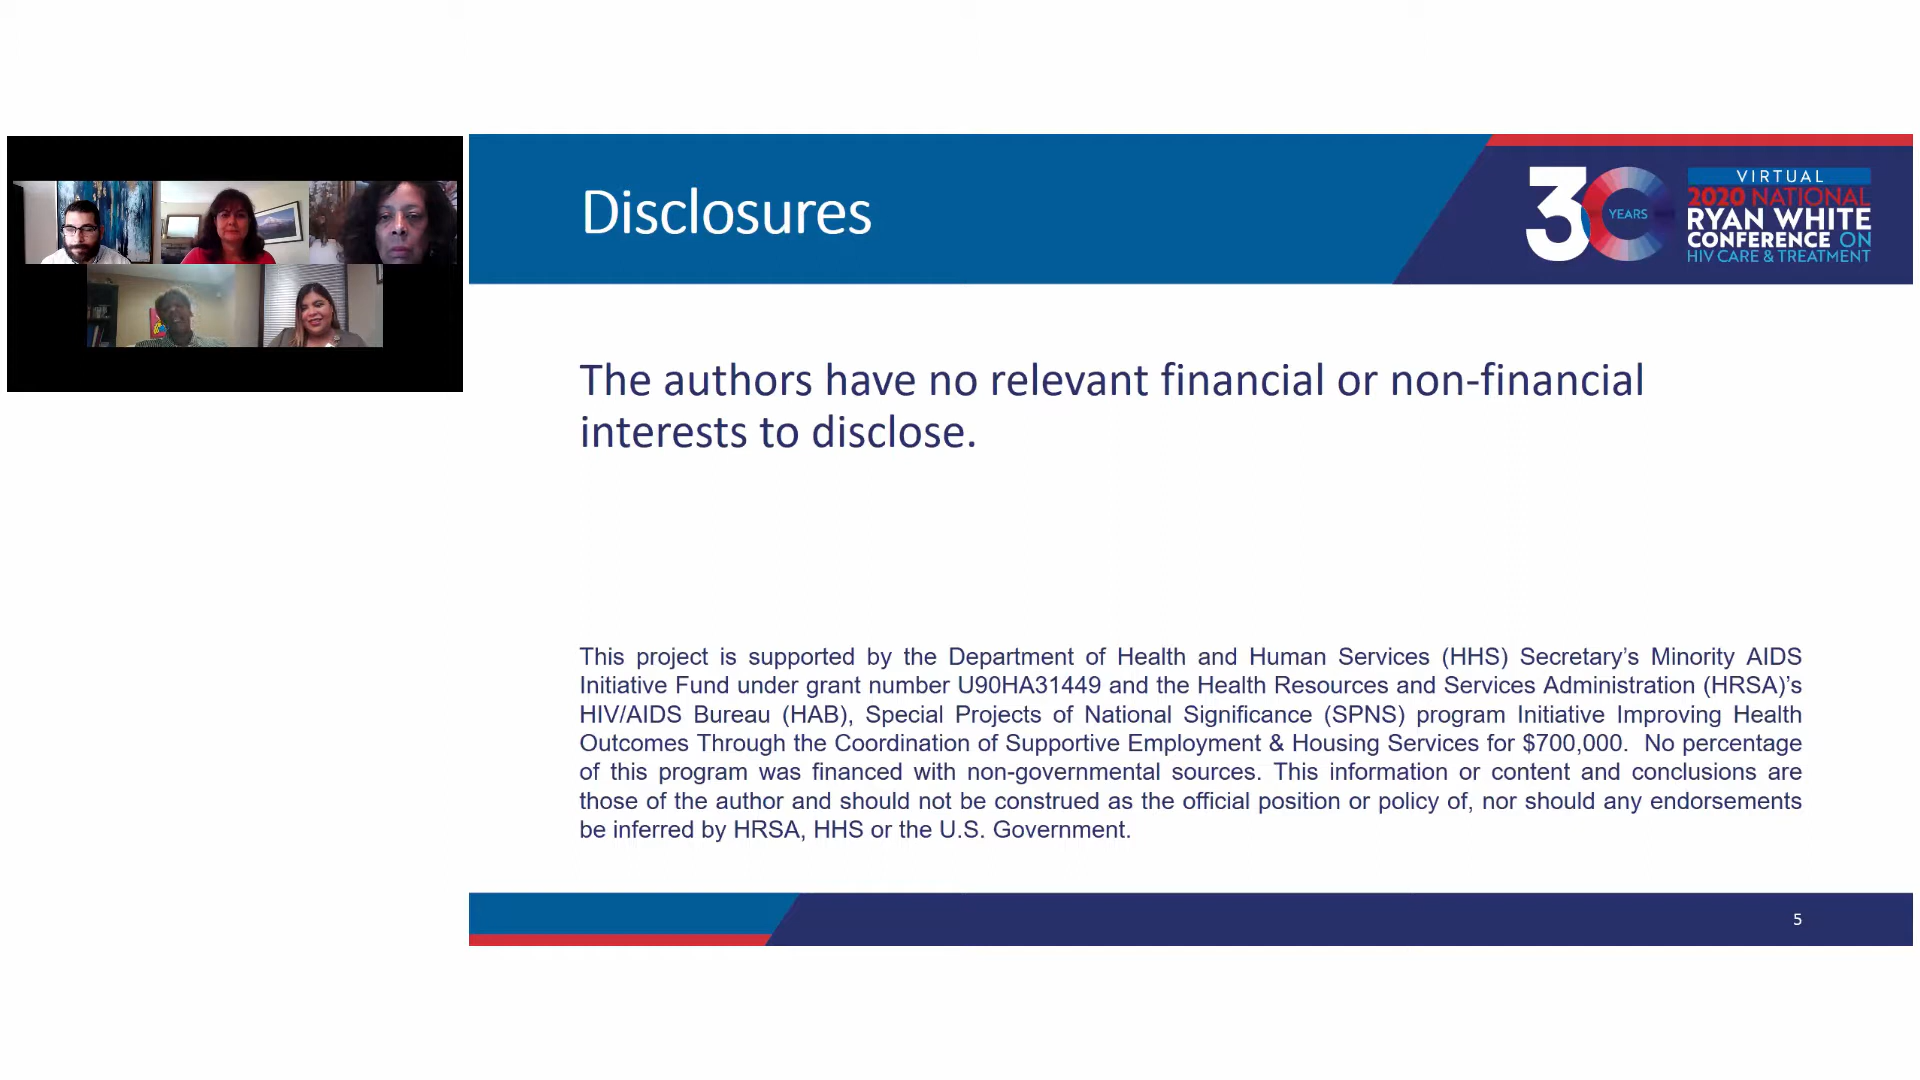 Disclosures
30 YEARS
VIRTUAL
2020 NATIONAL
RYAN WHITE
CONFERENCE ON
HIV CARE & TREATMENT
The authors have no relevant financial or non-financial
interests to disclose.
This project is supported by the Department of Health and Human Services (HHS) Secretary’s Minority AIDS
Initiative Fund under grant number U90HA31449 and the Health Resources and Services Administration (HRSA)’s
HIV/AIDS Bureau (HAB), Special Projects of National Significance (SPNS) program Initiative Improving Health
Outcomes Through the Coordination of Supportive Employment & Housing Services for $700,000.  No percentage
of this program was financed with non-governmental sources. This information or content and conclusions are
those of the author and should not be construed as the official position or policy of, nor should any endorsements
be inferred by HRSA, HHS or the U.S. Government.
5